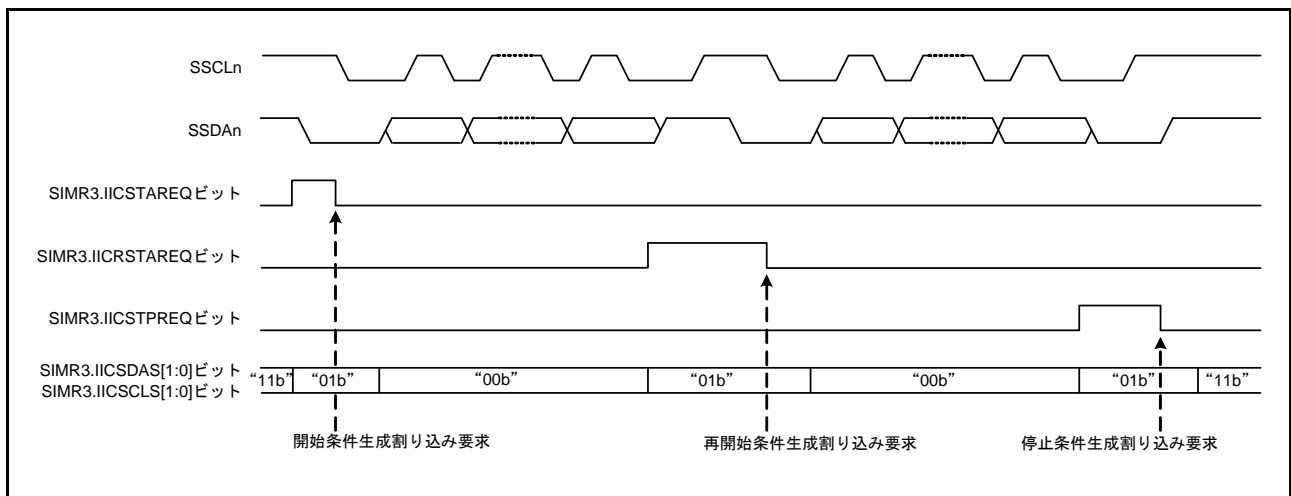 SSCLn
SSDAn
SIMR3.IICSTAREQビット
SIMR3.IICRSTAREQビット
SIMR3.IICSTPREQビット
SIMR3.IICSDAS[1:0]ビット
SIMR3.IICSCLS[1:0]ビット
“11b” “01b” “00b” “01b” “00b” “01b” “11b”
開始条件生成割り込み要求 再開始条件生成割り込み要求 停止条件生成割り込み要求